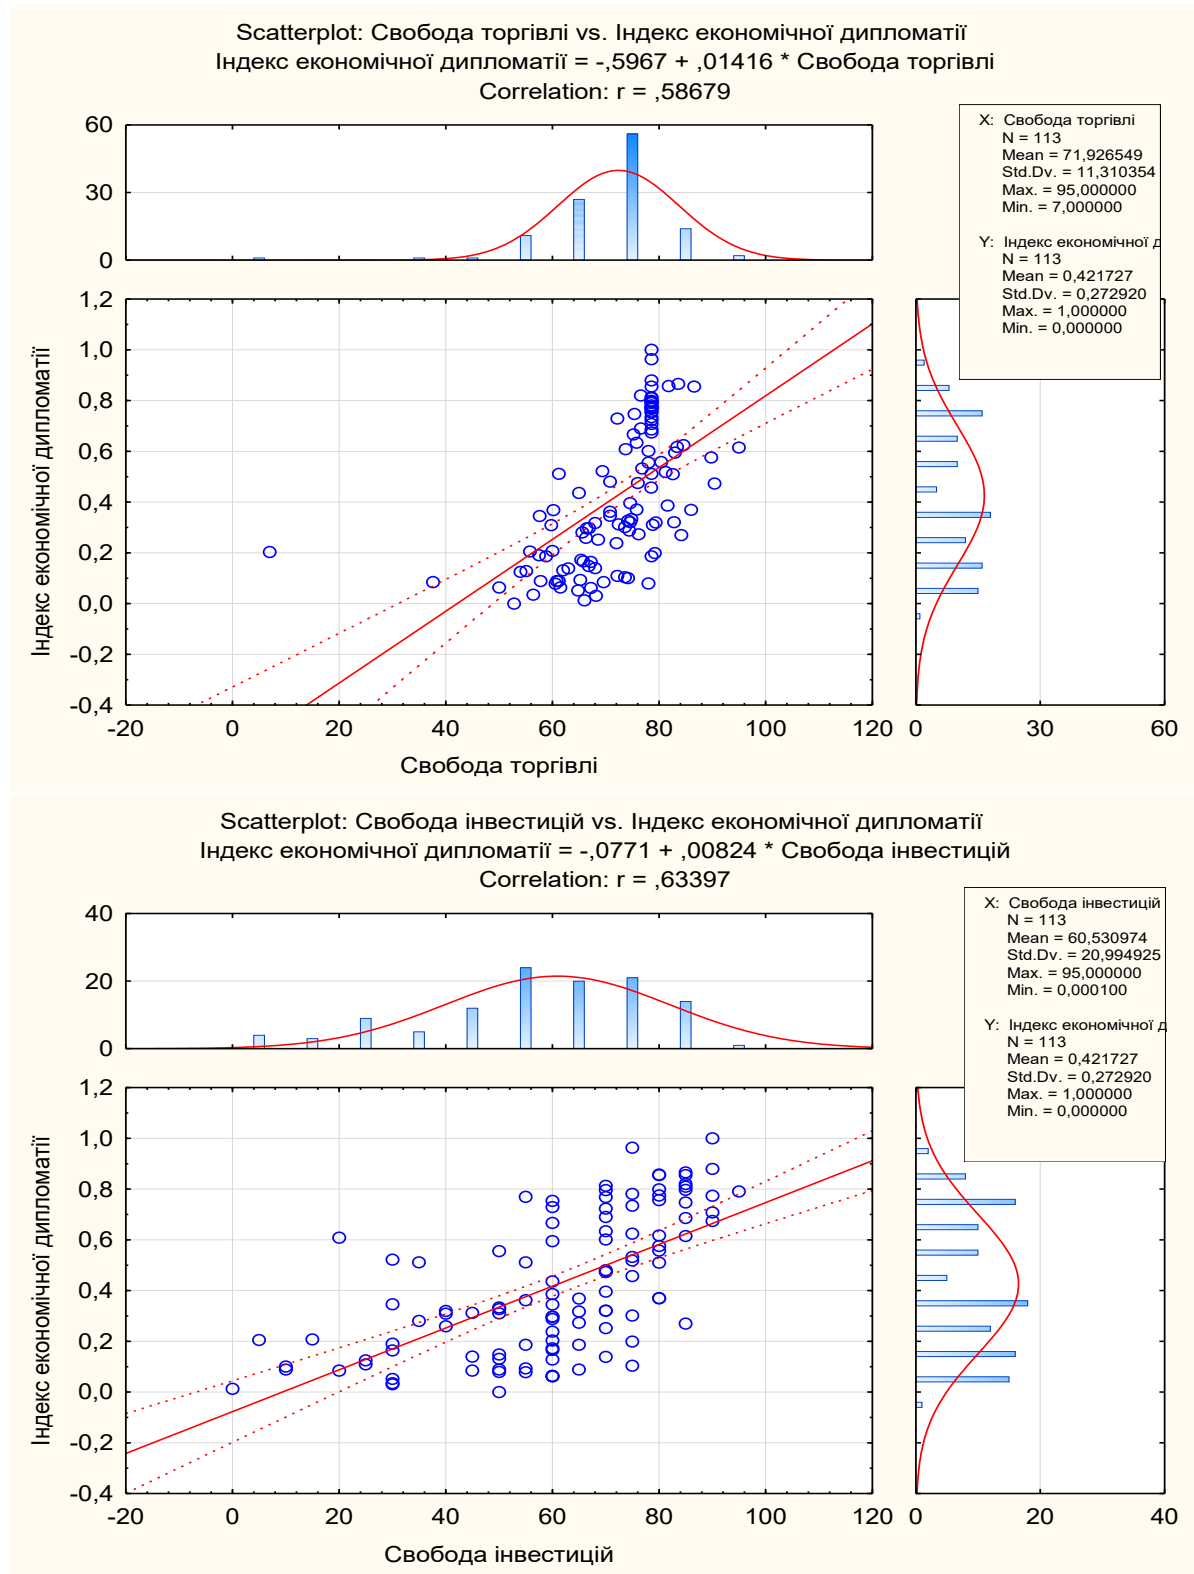 Scatterplot: Свобода торгівлі vs. Індекс економічної дипломатії
Індекс економічної дипломатії = -,5967 + ,01416 * Свобода торгівлі
Correlation: r = ,58679
X: Свобода торгівлі
N = 113
Mean = 71,926549
Std.Dv. = 11,310354
Max. = 95,000000
Min. = 7,000000
Y: Індекс економічної д
N = 113
Mean = 0,421727
Std.Dv. = 0,272920
Max. = 1,000000
Min. = 0,000000
60
30
0
1,2
1,0
0,8
0,6
0,4
0,2
0,0
-0,2
-0,4
Індекс економічної дипломатії
-20 0 20 40 60 80 100 120
0 30 60
Свобода торгівлі
Scatterplot: Свобода інвестицій vs. Індекс економічної дипломатії
Індекс економічної дипломатії = -,0771 + ,00824 * Свобода інвестицій
Correlation: r = ,63397
X: Свобода інвестицій
N = 113
Mean = 60,530974
Std.Dv. = 20,994925
Max. = 95,000000
Min. = 0,000100
Y: Індекс економічної д
N = 113
Mean = 0,421727
Std.Dv. = 0,272920
Max. = 1,000000
Min. = 0,000000
40
20
0
1,2
1,0
0,8
0,6
0,4
0,2
0,0
-0,2
-0,4
Індекс економічної дипломатії
-20 0 20 40 60 80 100 120
0 20 40
Свобода інвестицій